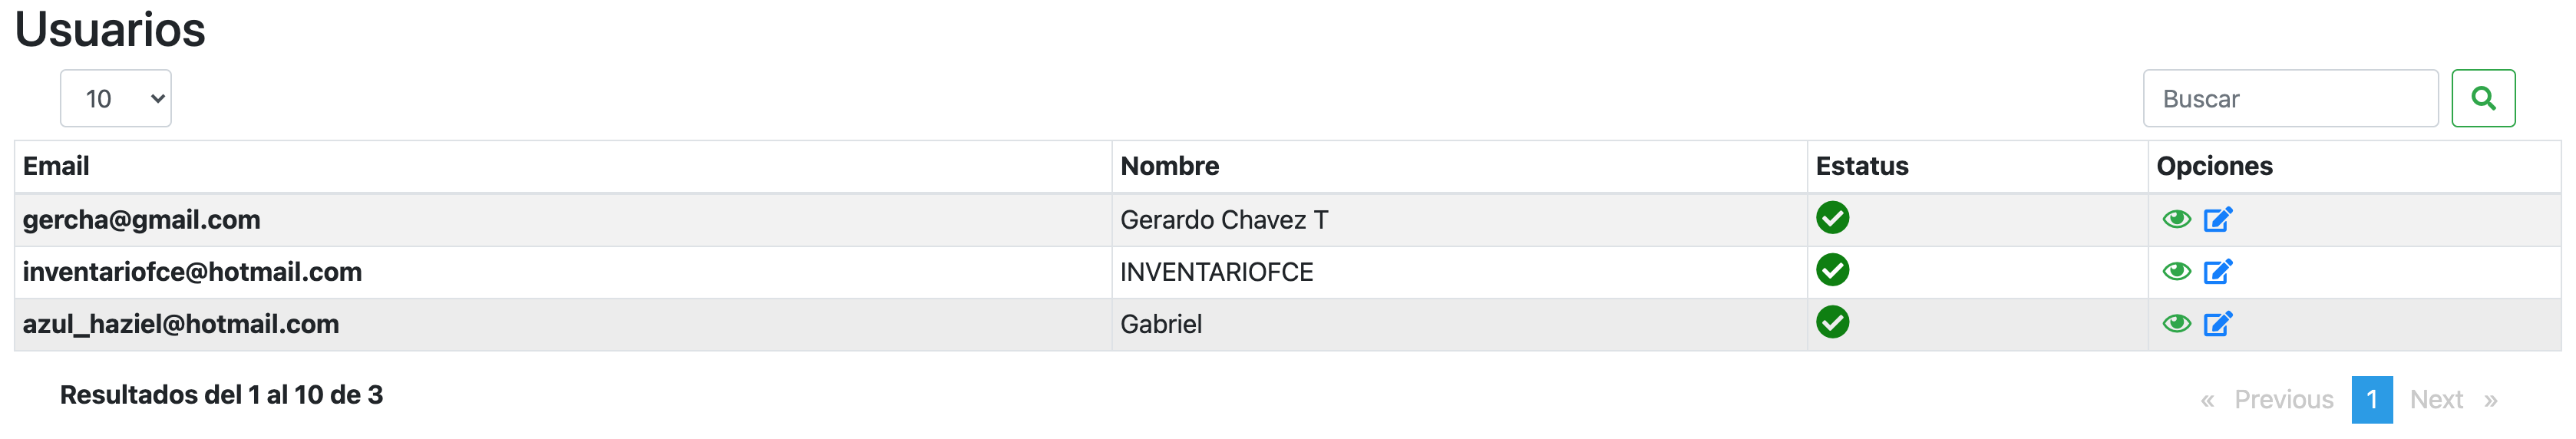 Usuarios
10
Buscar
Email Nombre Estatus Opciones
gercha@gmail.com Gerardo Chavez T
inventariofce@hotmail.com INVENTARIOFCE
azul_haziel@hotmail.com Gabriel
Resultados del 1 al 10 de 3
« Previous 1 Next »